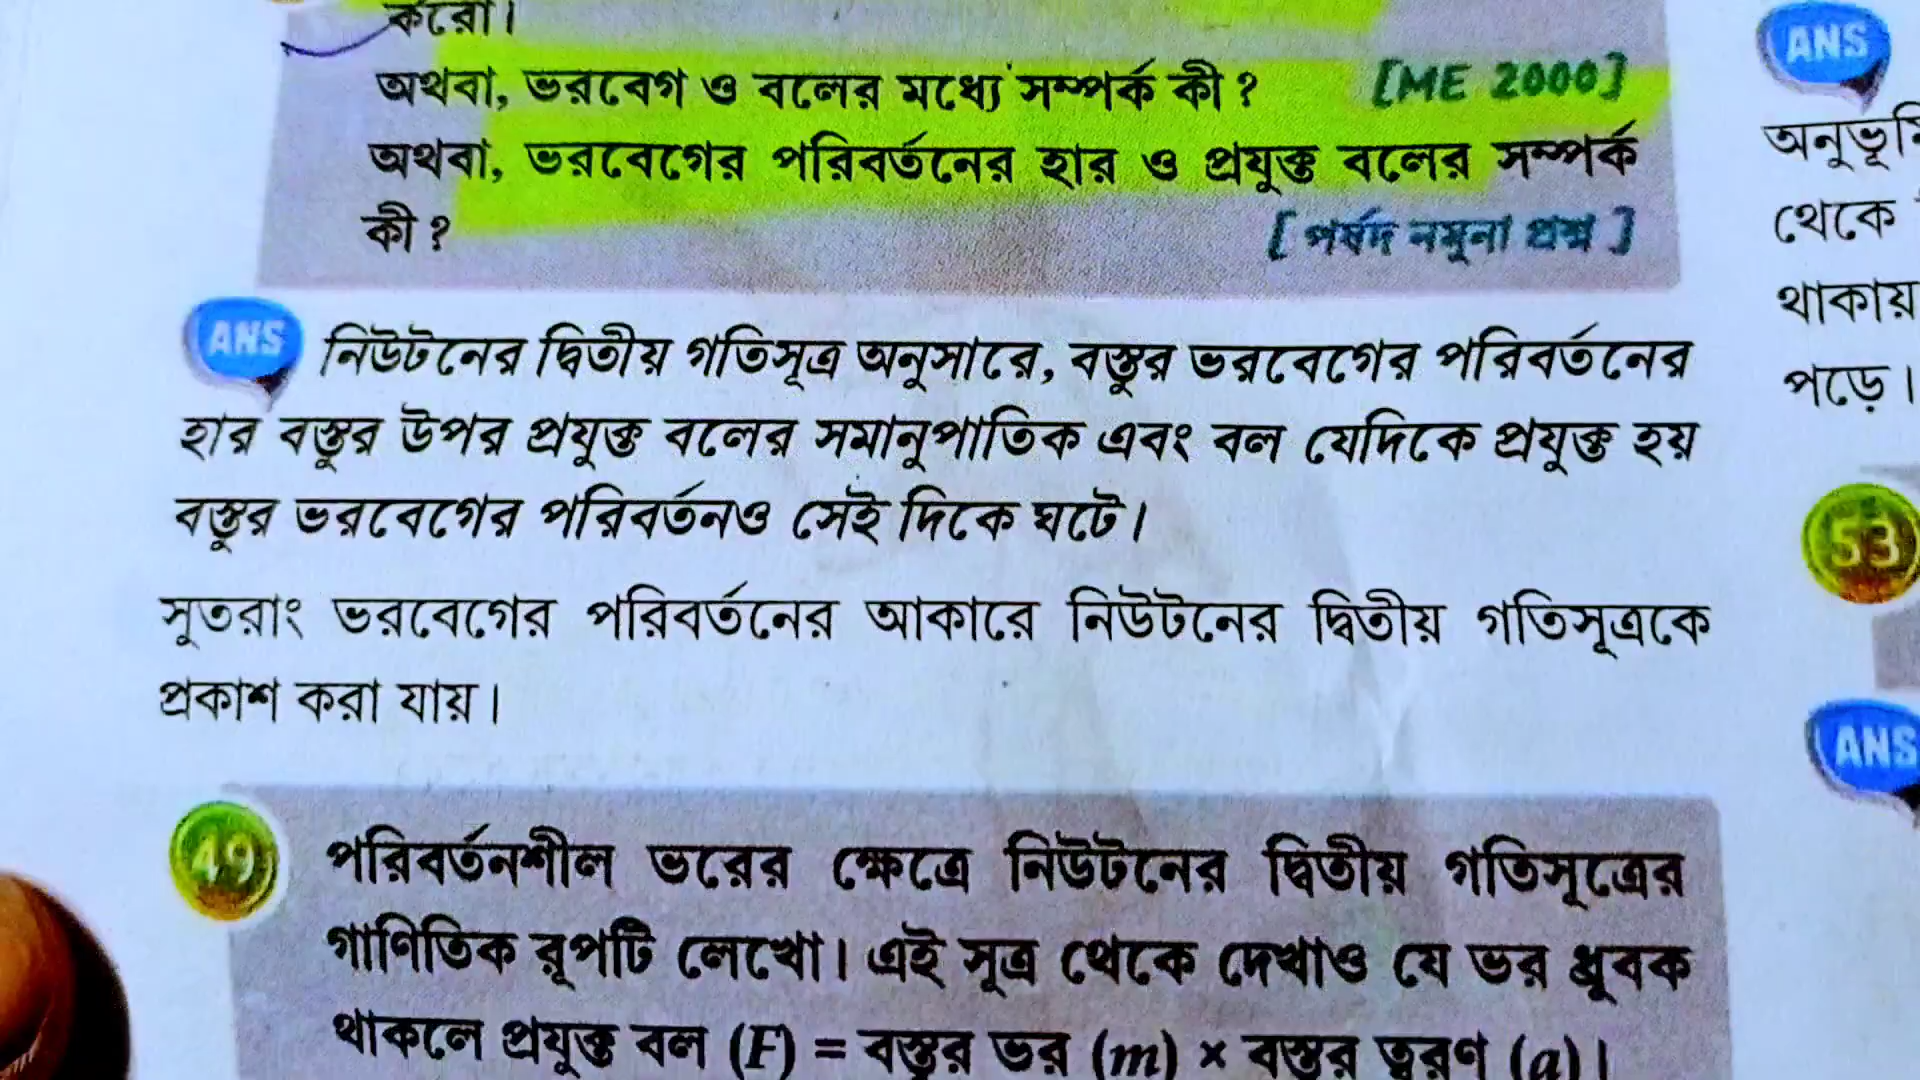 করো।
অথবা, ভরবেগ ও বলের মধ্যে সম্পর্ক কী ? [ME 2000]
অথবা, ভরবেগের পরিবর্তনের হার ও প্রযুক্ত বলের সম্পর্ক
কী ? [পর্ষদ নমুনা প্রশ্ন]
ANS নিউটনের দ্বিতীয় গতিসূত্র অনুসারে, বস্তুর ভরবেগের পরিবর্তনের
হার বস্তুর উপর প্রযুক্ত বলের সমানুপাতিক এবং বল যেদিকে প্রযুক্ত হয়
বস্তুর ভরবেগের পরিবর্তনও সেই দিকে ঘটে।
সুতরাং ভরবেগের পরিবর্তনের আকারে নিউটনের দ্বিতীয় গতিসূত্রকে
প্রকাশ করা যায়।
49 পরিবর্তনশীল ভরের ক্ষেত্রে নিউটনের দ্বিতীয় গতিসূত্রের
গাণিতিক রূপটি লেখো। এই সূত্র থেকে দেখাও যে ভর ধ্রুবক
থাকলে প্রযুক্ত বল (F) = বস্তুর ভর (m) × বস্তুর ত্বরণ (a)।
ANS
থেকে
থাকায়
পড়ে।
53
ANS